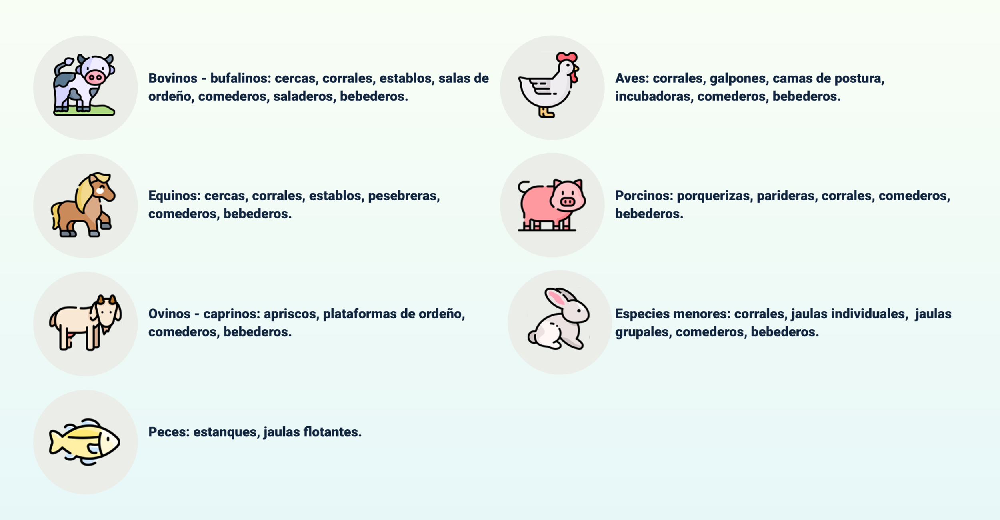 Bovinos - bufalinos: cercas, corrales, establos, salas de
ordeño, comederos, saladeros, bebederos.
Aves: corrales, galpones, camas de postura,
incubadoras, comederos, bebederos.
Equinos: cercas, corrales, establos, pesebreras,
comederos, bebederos.
Porcinos: porquerizas, parideras, corrales, comederos,
bebederos.
Ovinos - caprinos: apriscos, plataformas de ordeño,
comederos, bebederos.
Especies menores: corrales, jaulas individuales,  jaulas
grupales, comederos, bebederos.
Peces: estanques, jaulas flotantes.